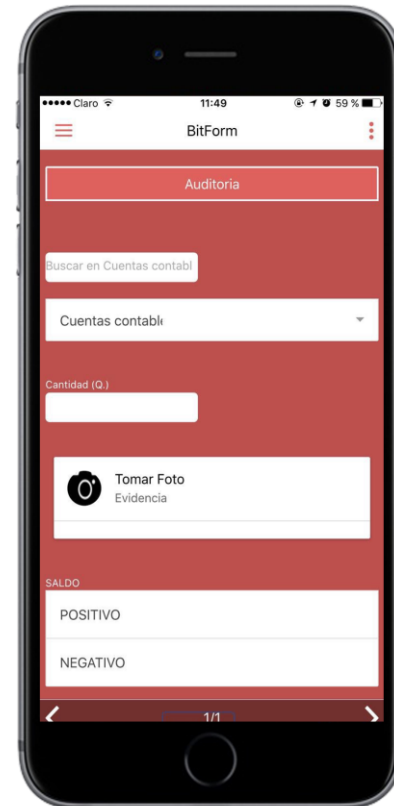 Claro 11:49 59 %
BitForm
Auditoria
Buscar en Cuentas contabl
Cuentas contable
Cantidad (Q.)
Tomar Foto
Evidencia
SALDO
POSITIVO
NEGATIVO
1/1